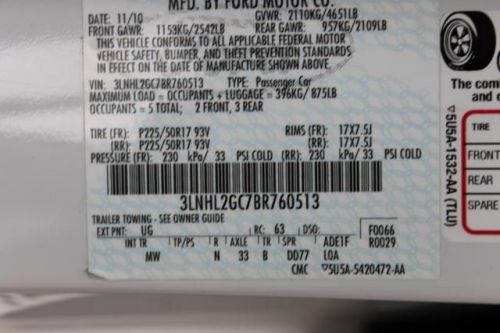 MFD. BY FORD MOTOR CO.
DATE: 11/10 GVWR: 2110KG/4651LB
FRONT GAWR: 1153KG/2542LB REAR GAWR: 957KG/2109LB
THIS VEHICLE CONFORMS TO ALL APPLICABLE FEDERAL MOTOR
VEHICLE SAFETY, BUMPER, AND THEFT PREVENTION STANDARDS
IN EFFECT ON THE DATE OF MANUFACTURE SHOWN ABOVE.
VIN: 3LNHL2GC7BR760513 TYPE: Passenger Car
MAXIMUM LOAD = OCCUPANTS + LUGGAGE = 396KG/ 875LB
OCCUPANTS = 5 TOTAL; 2 FRONT, 3 REAR
TIRE (FR): P225/50R17 93V RIMS (FR): 17X7.5J
(RR): P225/50R17 93V (RR): 17X7.5J
PRESSURE (FR): 230 kPa/ 33 PSI COLD (RR): 230 kPa/ 33 PSI COLD
3LNHL2GC7BR760513
TRAILER TOWING - SEE OWNER GUIDE
EXT PNT: UG RC: 63 DSO: F0066
INT TR TP/PS R AXLE TR SPR ADE1F R0029
MW N 33 B DD77 LOA
CMC ▽5U5A-5420472-AA
The com
and c
▽5U5A-1532-AA (TLU)
TIRE
FRONT
REAR
SPARE